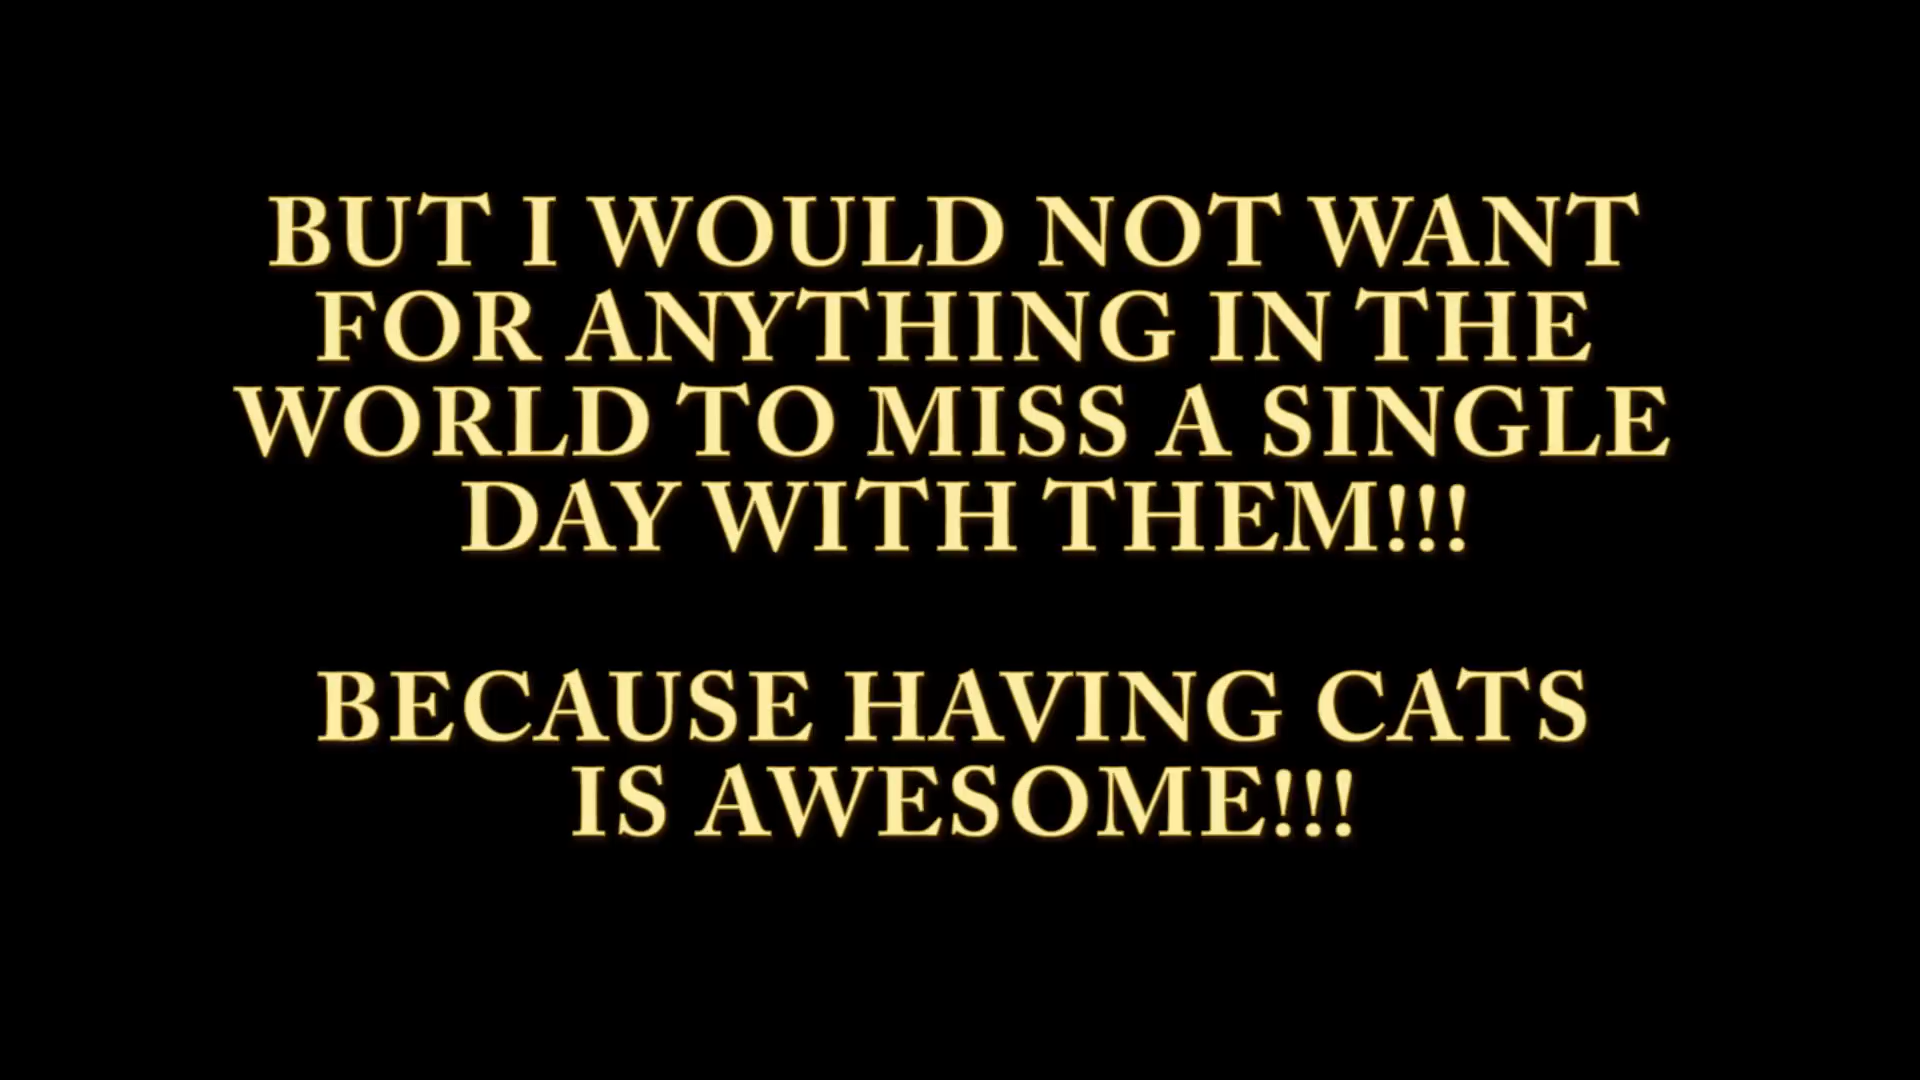 BUT I WOULD NOT WANT
FOR ANYTHING IN THE
WORLD TO MISS A SINGLE
DAY WITH THEM!!!
BECAUSE HAVING CATS
IS AWESOME!!!